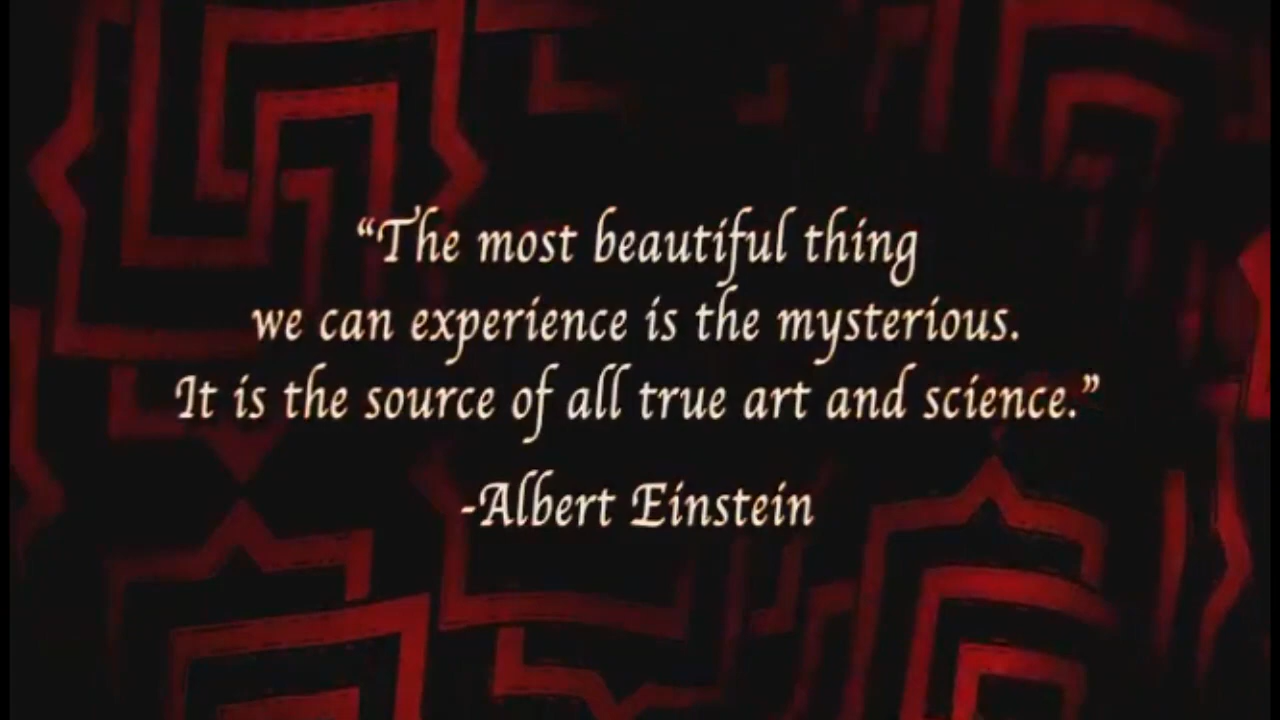 “The most beautiful thing
we can experience is the mysterious.
It is the source of all true art and science.”
-Albert Einstein